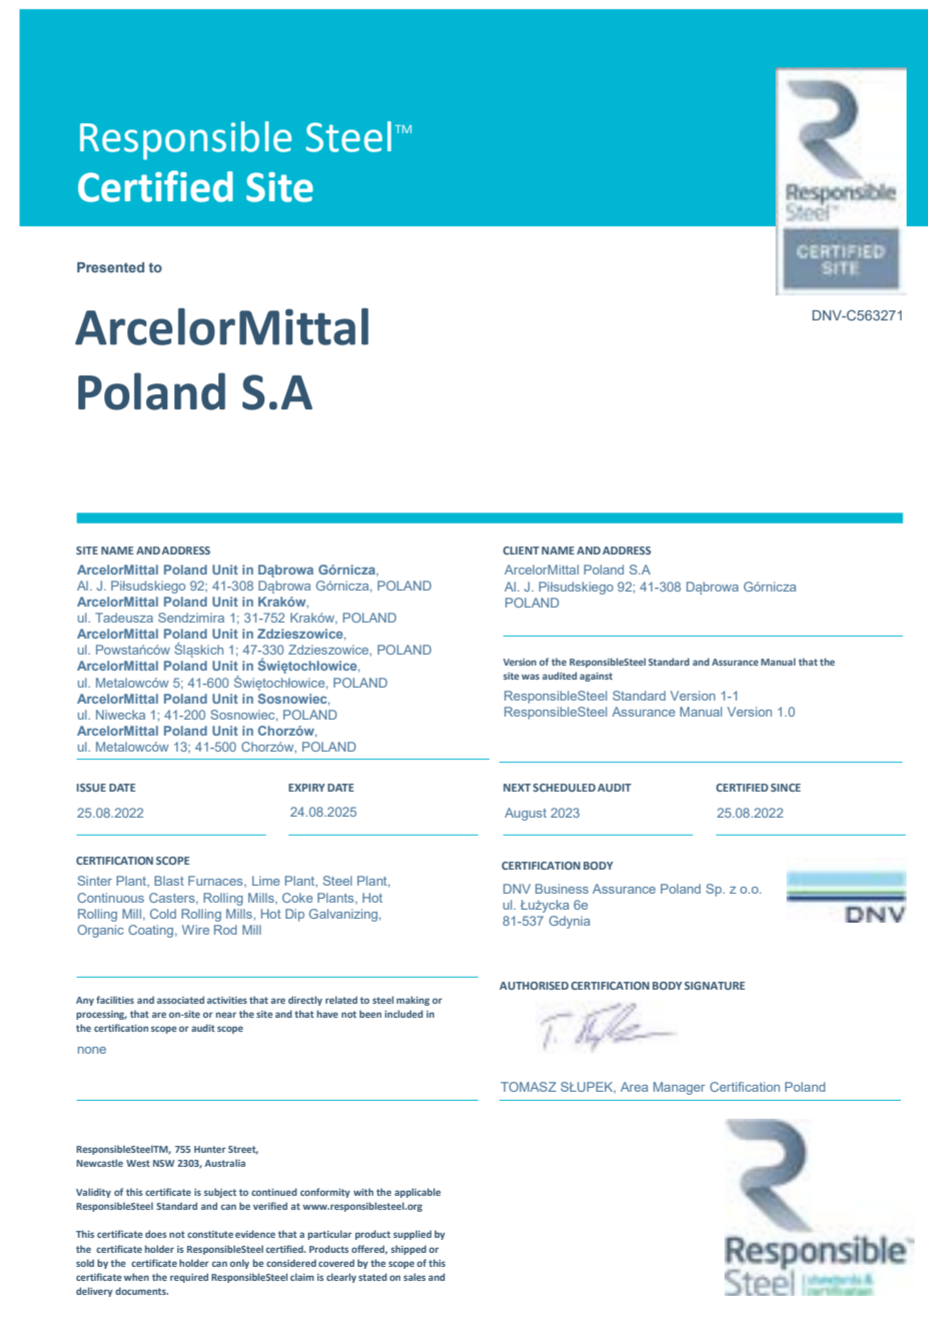 Responsible Steel™
Certified Site
Responsible
Steel™
CERTIFIED
SITE
DNV-C563271
Presented to
ArcelorMittal
Poland S.A
SITE NAME AND ADDRESS
ArcelorMittal Poland Unit in Dąbrowa Górnicza,
Al. J. Piłsudskiego 92; 41-308 Dąbrowa Górnicza, POLAND
ArcelorMittal Poland Unit in Kraków,
ul. Tadeusza Sendzimira 1; 31-752 Kraków, POLAND
ArcelorMittal Poland Unit in Zdzieszowice,
ul. Powstańców Śląskich 1; 47-330 Zdzieszowice, POLAND
ArcelorMittal Poland Unit in Świętochłowice,
ul. Metalowców 5; 41-600 Świętochłowice, POLAND
ArcelorMittal Poland Unit in Sosnowiec,
ul. Niwecka 1; 41-200 Sosnowiec, POLAND
ArcelorMittal Poland Unit in Chorzów,
ul. Metalowców 13; 41-500 Chorzów, POLAND
CLIENT NAME AND ADDRESS
ArcelorMittal Poland S.A
Al. J. Piłsudskiego 92; 41-308 Dąbrowa Górnicza
POLAND
Version of the ResponsibleSteel Standard and Assurance Manual that the
site was audited against
ResponsibleSteel Standard Version 1-1
ResponsibleSteel Assurance Manual Version 1.0
ISSUE DATE
25.08.2022
EXPIRY DATE
24.08.2025
NEXT SCHEDULED AUDIT
August 2023
CERTIFIED SINCE
25.08.2022
CERTIFICATION SCOPE
Sinter Plant, Blast Furnaces, Lime Plant, Steel Plant,
Continuous Casters, Rolling Mills, Coke Plants, Hot
Rolling Mill, Cold Rolling Mills, Hot Dip Galvanizing,
Organic Coating, Wire Rod Mill
CERTIFICATION BODY
DNV Business Assurance Poland Sp. z o.o.
ul. Łużycka 6e
81-537 Gdynia
DNV
Any facilities and associated activities that are directly related to steel making or
processing, that are on-site or near the site and that have not been included in
the certification scope or audit scope
none
AUTHORISED CERTIFICATION BODY SIGNATURE
TOMASZ SŁUPEK, Area Manager Certification Poland
ResponsibleSteelTM, 755 Hunter Street,
Newcastle West NSW 2303, Australia
Validity of this certificate is subject to continued conformity with the applicable
ResponsibleSteel Standard and can be verified at www.responsiblesteel.org
This certificate does not constitute evidence that a particular product supplied by
the certificate holder is ResponsibleSteel certified. Products offered, shipped or
sold by the certificate holder can only be considered covered by the scope of this
certificate when the required ResponsibleSteel claim is clearly stated on sales and
delivery documents.
Responsible™
Steel
standards &
certification